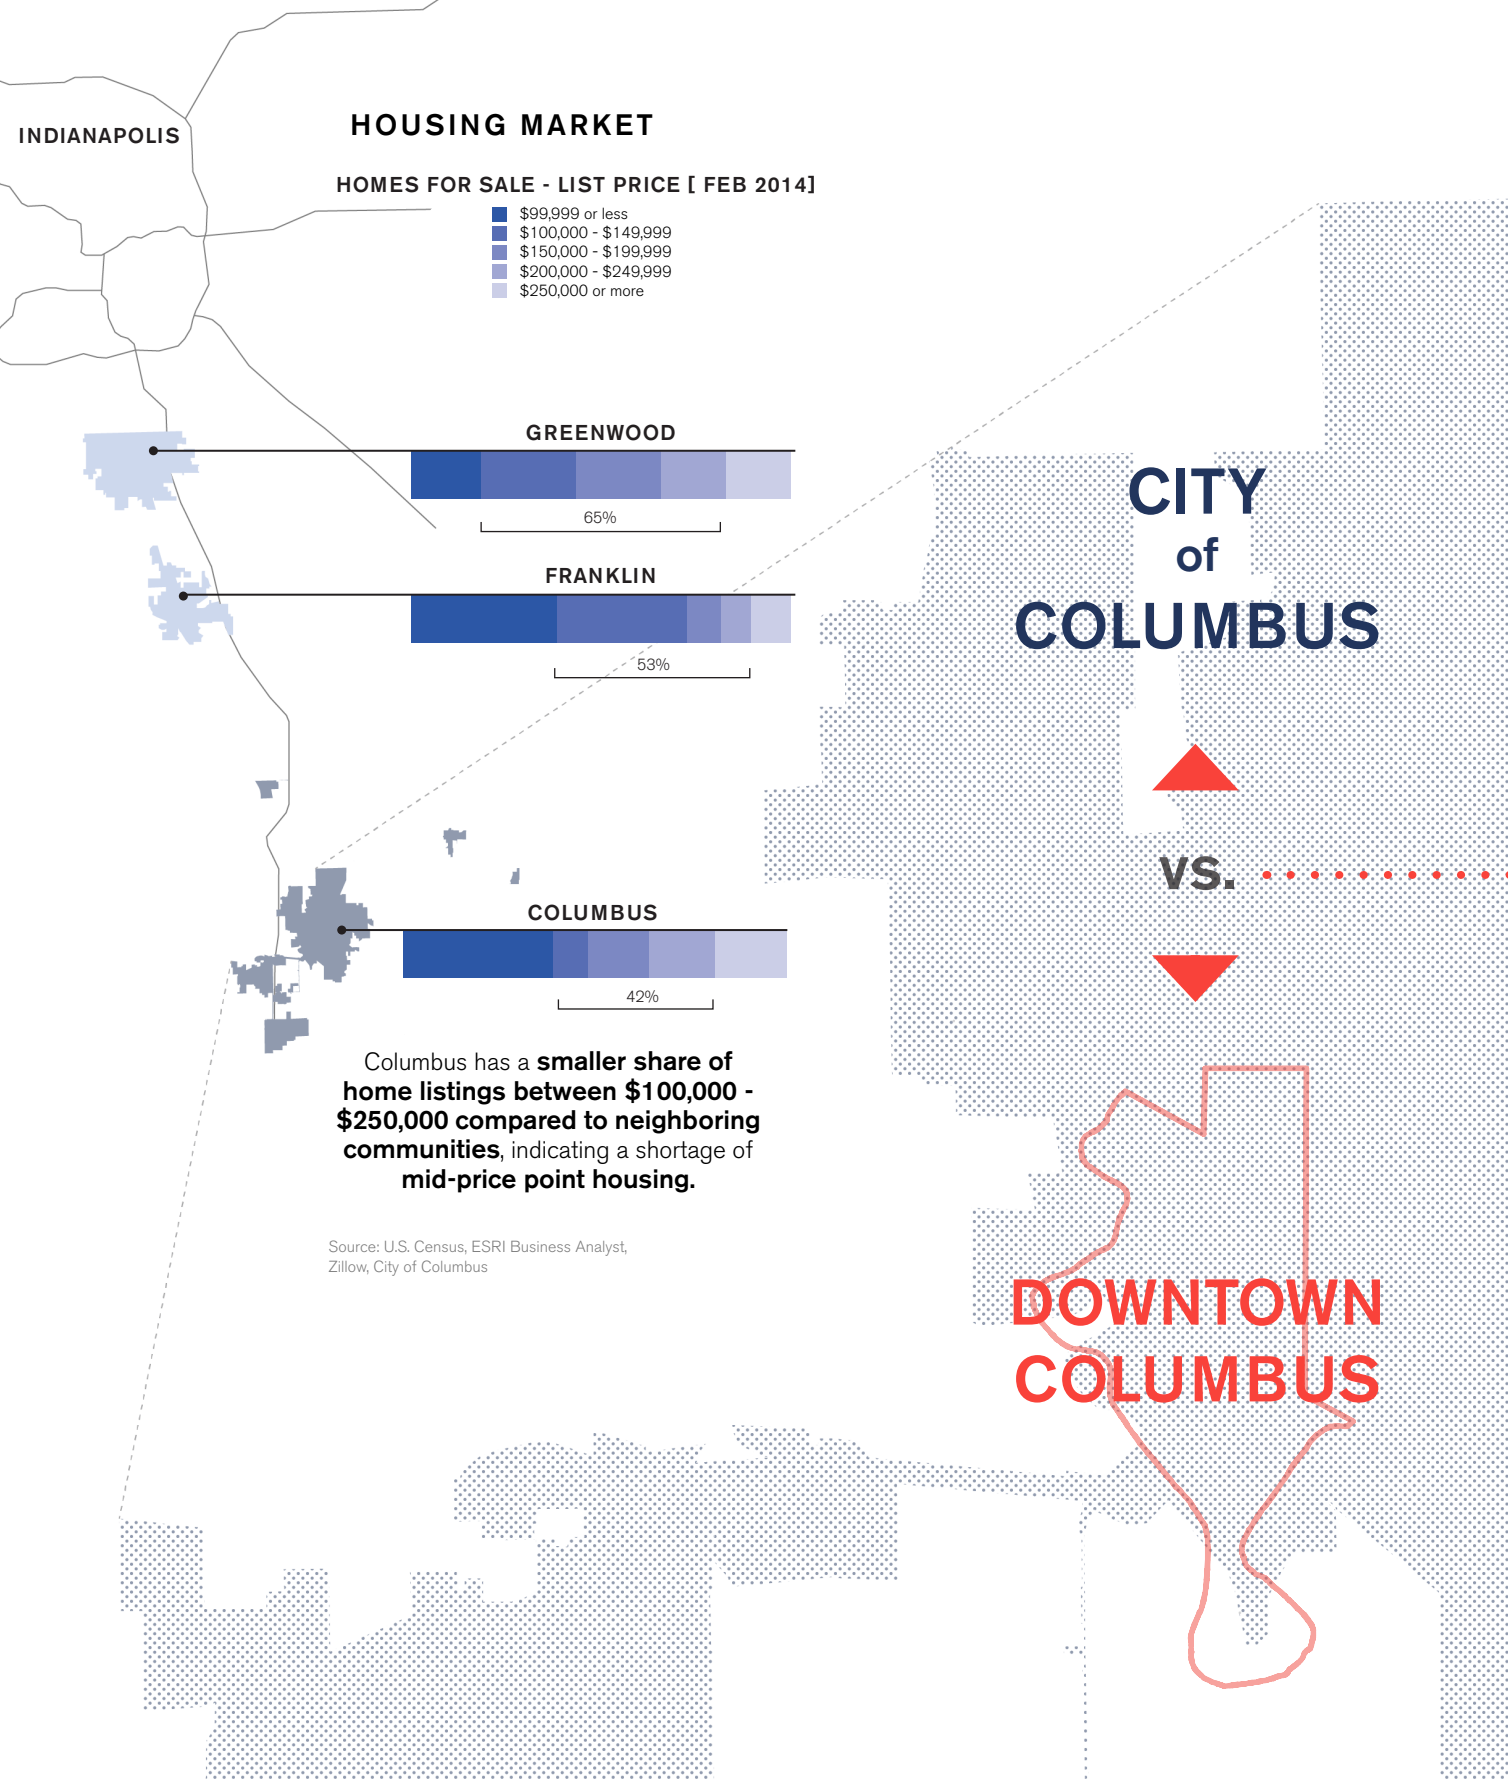 INDIANAPOLIS
HOUSING MARKET
HOMES FOR SALE - LIST PRICE [ FEB 2014]
$99,999 or less
$100,000 - $149,999
$150,000 - $199,999
$200,000 - $249,999
$250,000 or more
GREENWOOD
65%
FRANKLIN
53%
COLUMBUS
42%
Columbus has a smaller share of
home listings between $100,000 -
$250,000 compared to neighboring
communities, indicating a shortage of
mid-price point housing.
Source: U.S. Census, ESRI Business Analyst,
Zillow, City of Columbus
CITY
of
COLUMBUS
vs.
DOWNTOWN
COLUMBUS